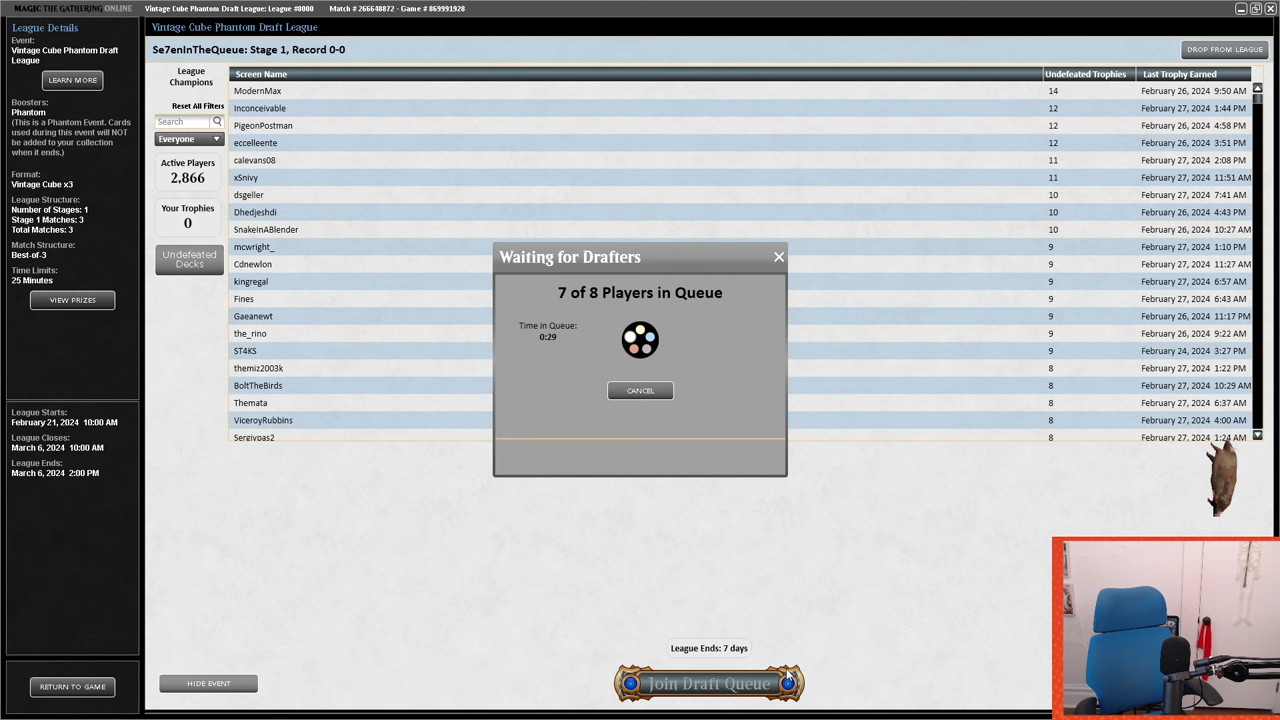 MAGIC THE GATHERING ONLINE
Vintage Cube Phantom Draft League: League #8000 Match # 266648872 - Game # 869991928
League Details
Event:
Vintage Cube Phantom Draft
League
LEARN MORE
Boosters:
Phantom
(This is a Phantom Event. Cards
used during this event will NOT
be added to your collection
when it ends.)
Format:
Vintage Cube x3
League Structure:
Number of Stages: 1
Stage 1 Matches: 3
Total Matches: 3
Match Structure:
Best-of-3
Time Limits:
25 Minutes
VIEW PRIZES
League Starts:
February 21, 2024 10:00 AM
League Closes:
March 6, 2024 10:00 AM
League Ends:
March 6, 2024 2:00 PM
RETURN TO GAME
Vintage Cube Phantom Draft League
Se7enInTheQueue: Stage 1, Record 0-0
DROP FROM LEAGUE
League
Champions
Reset All Filters
Search
Everyone
Active Players
2,866
Your Trophies
0
Undefeated
Decks
Screen Name Undefeated Trophies Last Trophy Earned
ModernMax 14 February 26, 2024 9:50 AM
Inconceivable 12 February 27, 2024 1:44 PM
PigeonPostman 12 February 26, 2024 4:58 PM
eccelleente 12 February 26, 2024 3:51 PM
calevans08 11 February 27, 2024 2:08 PM
xSnivy 11 February 27, 2024 11:51 AM
dsgeller 10 February 27, 2024 7:41 AM
Dhedjeshdi 10 February 26, 2024 4:43 PM
SnakeInABlender 10 February 26, 2024 10:27 AM
mcwright_ 9 February 27, 2024 1:10 PM
Cdnewlon 9 February 27, 2024 11:27 AM
kingregal 9 February 27, 2024 6:57 AM
Fines 9 February 27, 2024 6:43 AM
Gaeanewt 9 February 26, 2024 11:17 PM
the_rino 9 February 26, 2024 9:22 AM
ST4KS 9 February 24, 2024 3:27 PM
themiz2003k 8 February 27, 2024 1:22 PM
BoltTheBirds 8 February 27, 2024 10:29 AM
Themata 8 February 27, 2024 6:37 AM
ViceroyRubbins 8 February 27, 2024 4:00 AM
Sergiypas2 8 February 27, 2024 1:24 AM
Waiting for Drafters
7 of 8 Players in Queue
Time in Queue:
0:29
CANCEL
League Ends: 7 days
HIDE EVENT
Join Draft Queue